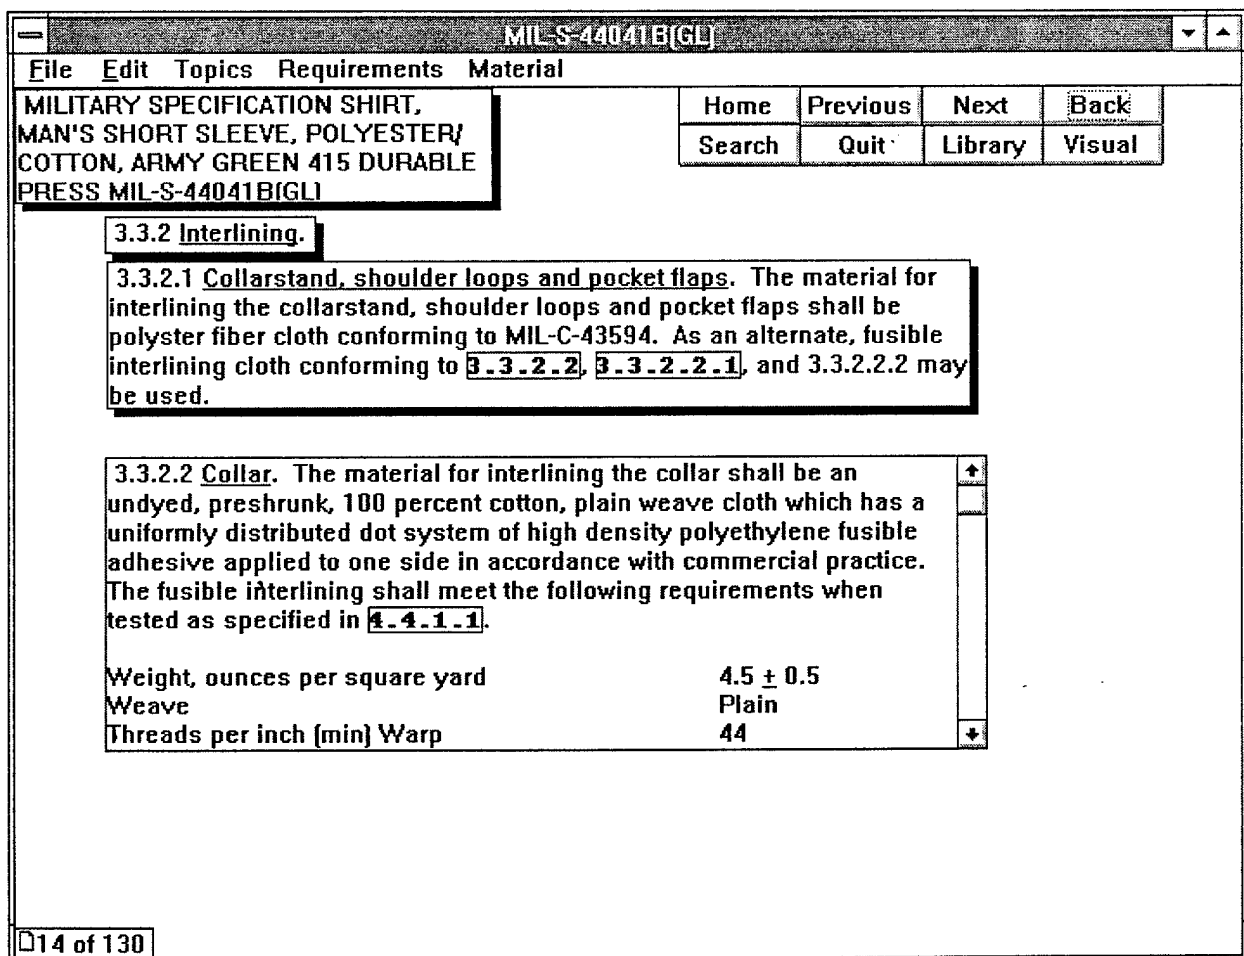 MIL-S-44041B(GL)
File Edit Topics Requirements Material
MILITARY SPECIFICATION SHIRT,
MAN'S SHORT SLEEVE, POLYESTER/
COTTON, ARMY GREEN 415 DURABLE
PRESS MIL-S-44041B(GL)
Home Previous Next Back
Search Quit Library Visual
3.3.2 Interlining.
3.3.2.1 Collarstand, shoulder loops and pocket flaps. The material for
interlining the collarstand, shoulder loops and pocket flaps shall be
polyster fiber cloth conforming to MIL-C-43594. As an alternate, fusible
interlining cloth conforming to 3.3.2.2, 3.3.2.2.1, and 3.3.2.2.2 may
be used.
3.3.2.2 Collar. The material for interlining the collar shall be an
undyed, preshrunk, 100 percent cotton, plain weave cloth which has a
uniformly distributed dot system of high density polyethylene fusible
adhesive applied to one side in accordance with commercial practice.
The fusible interlining shall meet the following requirements when
tested as specified in 4.4.1.1.
Weight, ounces per square yard 4.5 ± 0.5
Weave Plain
Threads per inch (min) Warp 44
14 of 130